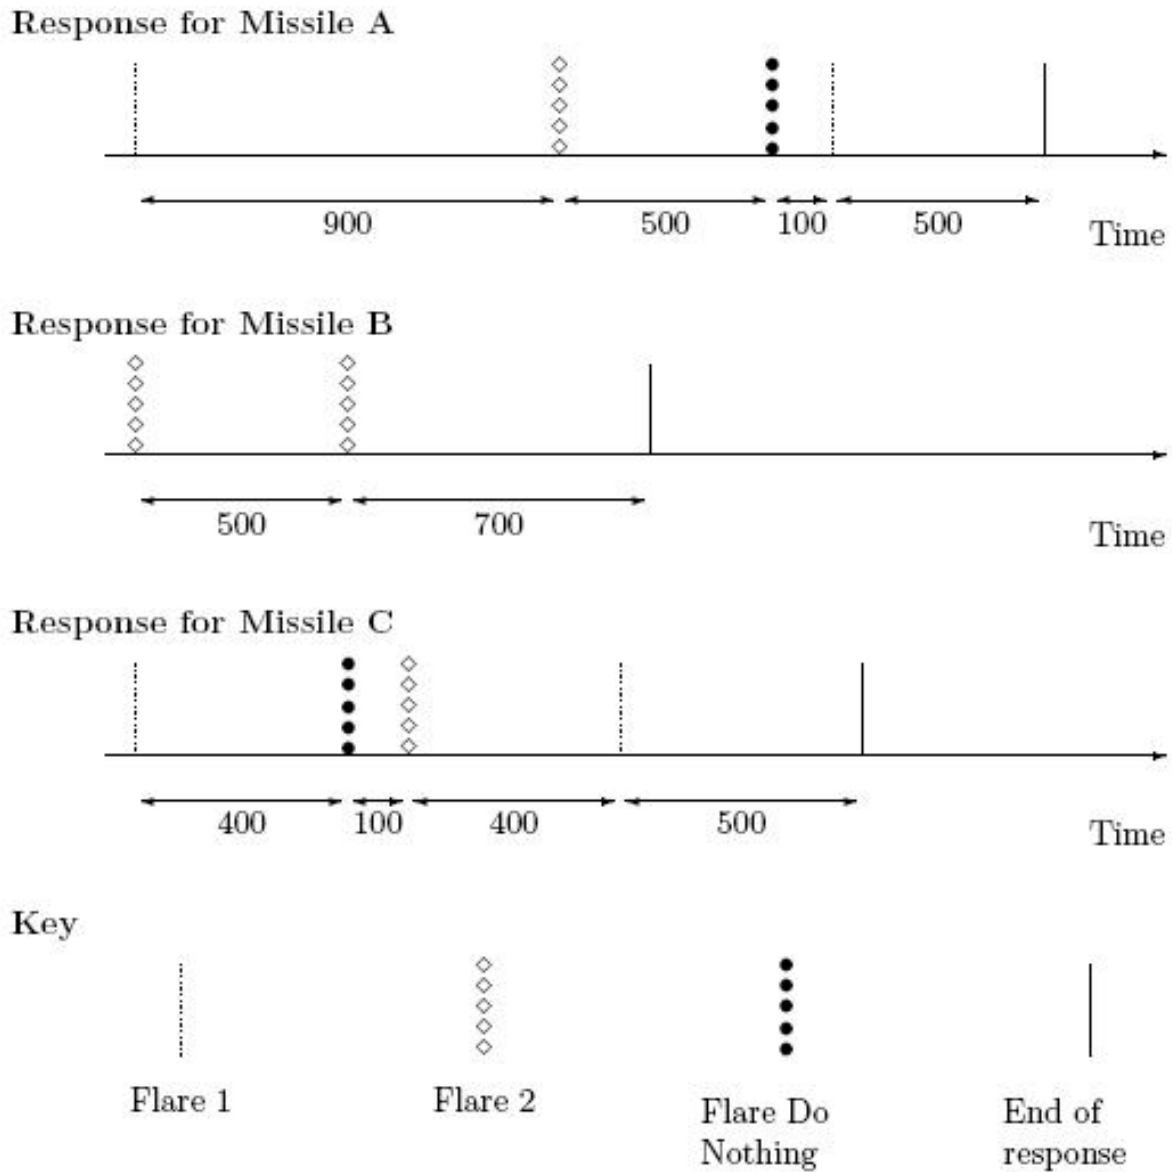 Response for Missile A
900 500 100 500
Time
Response for Missile B
500 700
Time
Response for Missile C
400 100 400 500
Time
Key
Flare 1 Flare 2 Flare Do End of
Nothing response